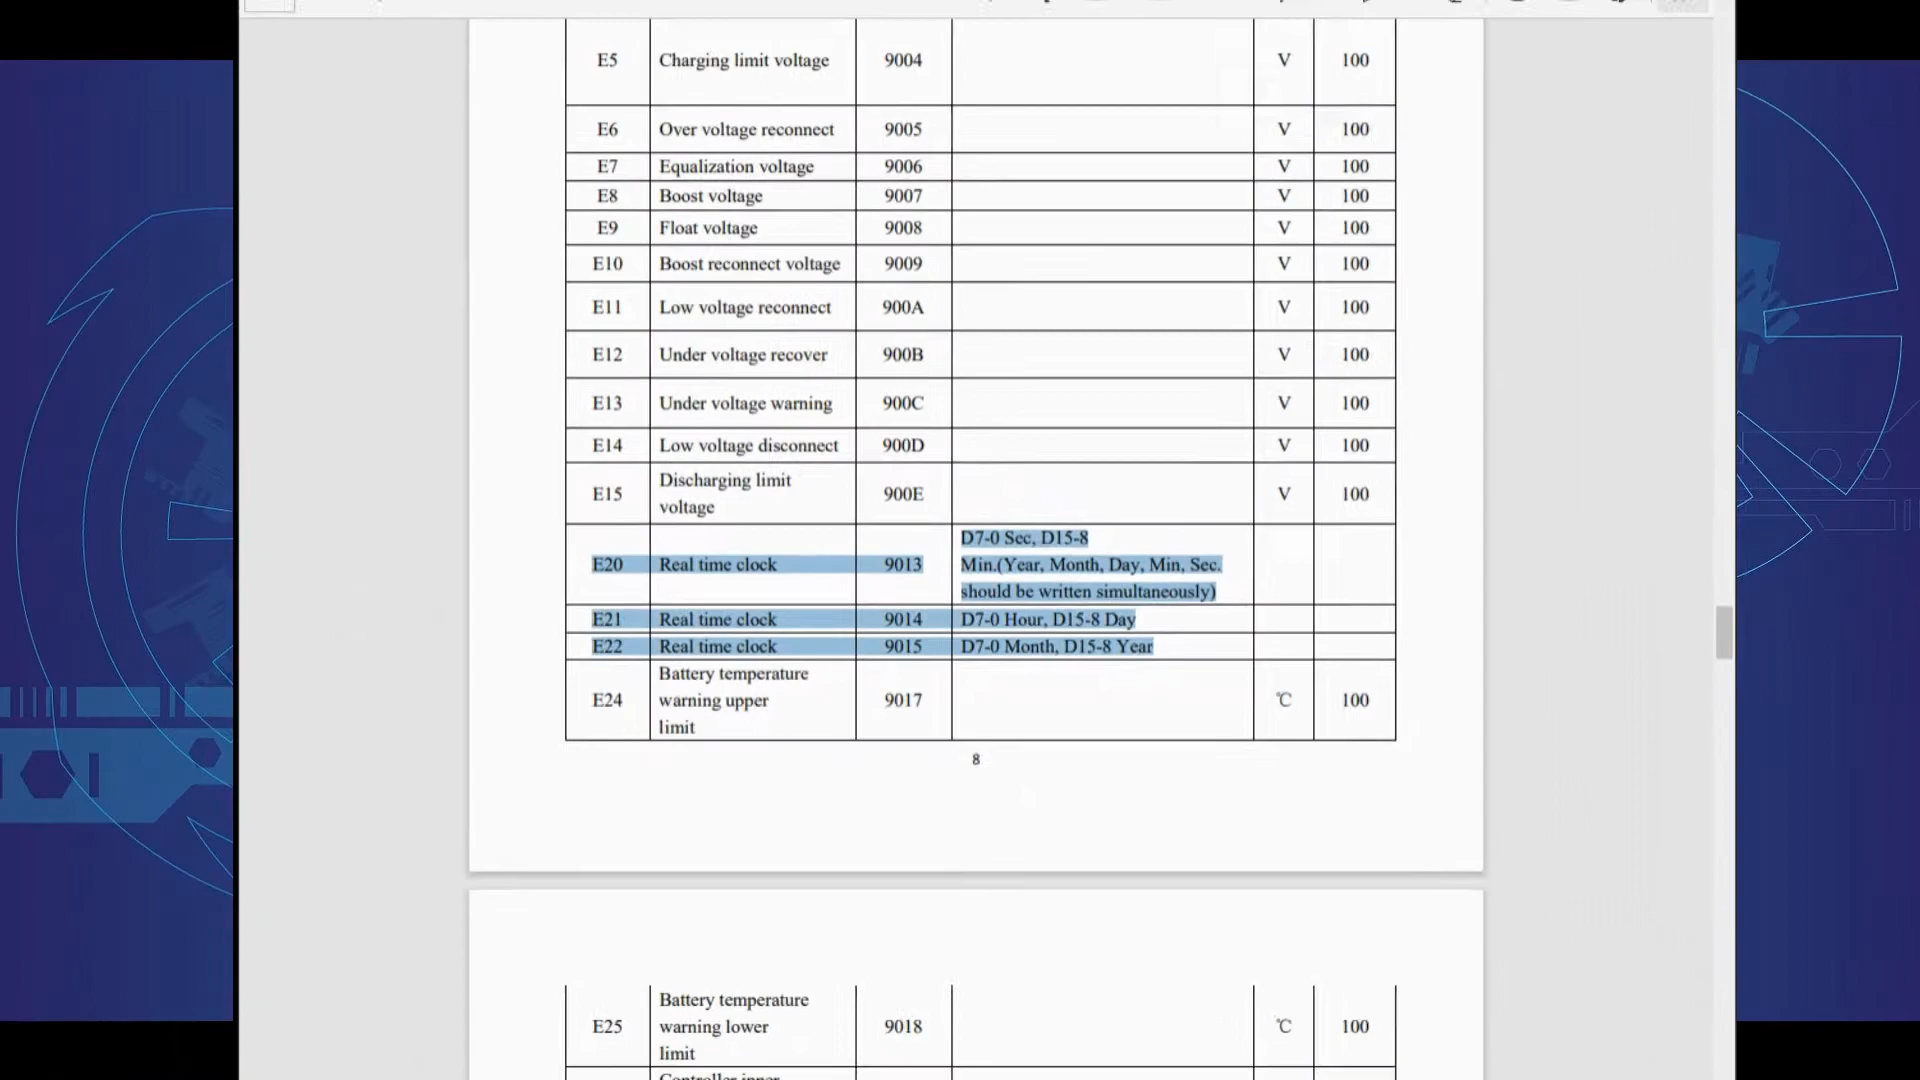 E5 Charging limit voltage 9004 V 100
E6 Over voltage reconnect 9005 V 100
E7 Equalization voltage 9006 V 100
E8 Boost voltage 9007 V 100
E9 Float voltage 9008 V 100
E10 Boost reconnect voltage 9009 V 100
E11 Low voltage reconnect 900A V 100
E12 Under voltage recover 900B V 100
E13 Under voltage warning 900C V 100
E14 Low voltage disconnect 900D V 100
E15 Discharging limit voltage 900E V 100
D7-0 Sec, D15-8
E20 Real time clock 9013 Min.(Year, Month, Day, Min, Sec.
should be written simultaneously)
E21 Real time clock 9014 D7-0 Hour, D15-8 Day
E22 Real time clock 9015 D7-0 Month, D15-8 Year
Battery temperature
E24 warning upper 9017 ℃ 100
limit
8
Battery temperature
E25 warning lower 9018 ℃ 100
limit
Controller inner